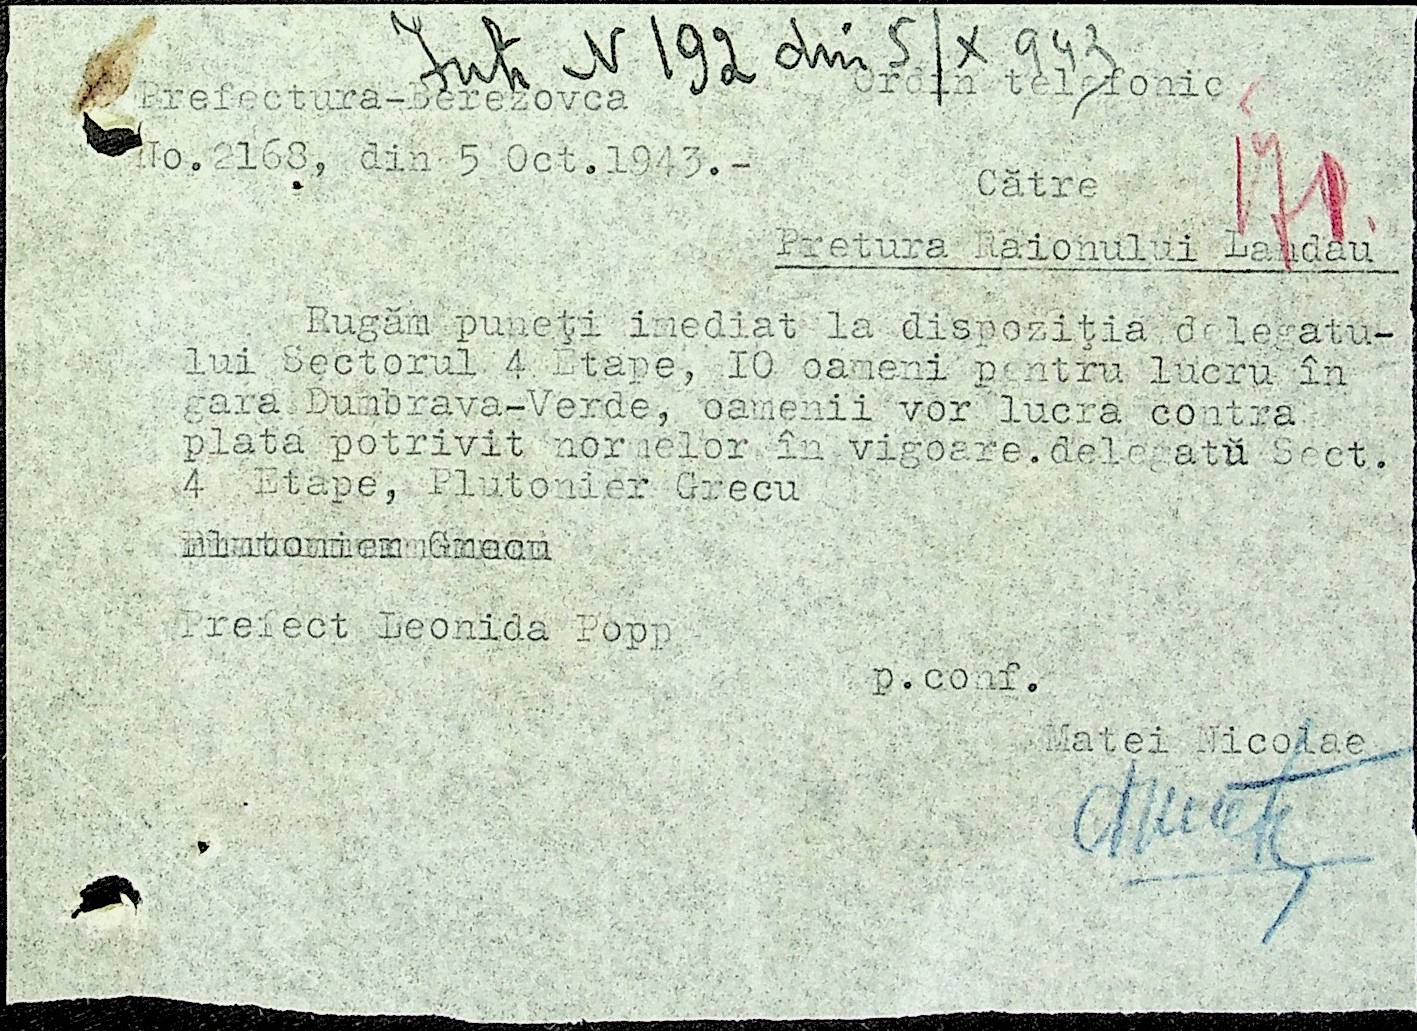 N 192 din 5/X 943
Ordin telefonic
Prefectura-Berezovca
No.2168, din 5 Oct.1943.-
Către
Pretura Raionului Landau
Rugăm puneţi imediat la dispoziţia delegatu-
lui Sectorul 4 Etape, IO oameni pentru lucru în
gara Dumbrava-Verde, oamenii vor lucra contra
plata potrivit normelor în vigoare.delegatŭ Sect.
4 Etape, Plutonier Grecu
Plutonier Grecu
Prefect Leonida Popp
p.conf.
Matei Nicolae